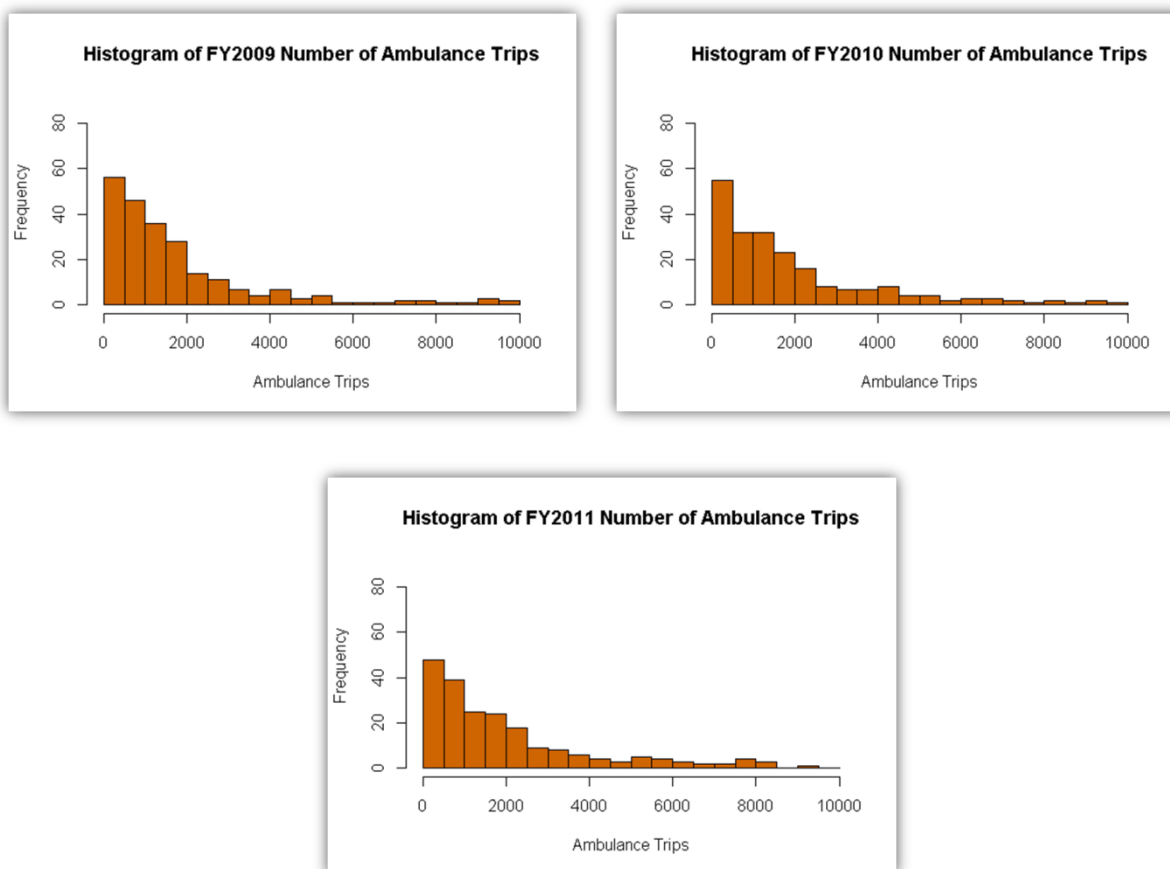 Histogram of FY2009 Number of Ambulance Trips
Frequency
80
60
40
20
0
0 2000 4000 6000 8000 10000
Ambulance Trips
Histogram of FY2010 Number of Ambulance Trips
Frequency
80
60
40
20
0
0 2000 4000 6000 8000 10000
Ambulance Trips
Histogram of FY2011 Number of Ambulance Trips
Frequency
80
60
40
20
0
0 2000 4000 6000 8000 10000
Ambulance Trips